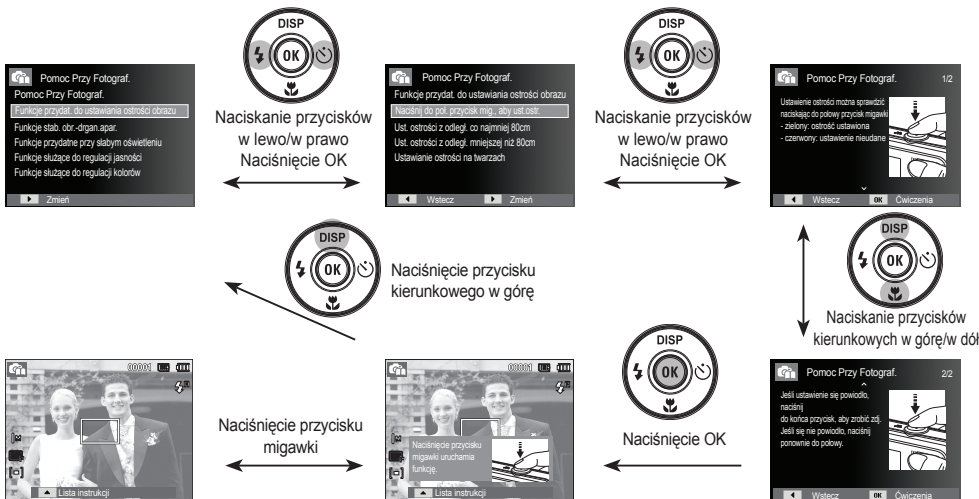 DISP
OK
Naciskanie przycisków
w lewo/w prawo
Naciśnięcie OK
DISP
OK
Naciskanie przycisków
w lewo/w prawo
Naciśnięcie OK
Pomoc Przy Fotograf.
Pomoc Przy Fotograf.
Funkcje przydat. do ustawiania ostrości obrazu
Funkcje stab. obr.-drgan.apar.
Funkcje przydatne przy słabym oświetleniu
Funkcje służące do regulacji jasności
Funkcje służące do regulacji kolorów
Zmień
Pomoc Przy Fotograf.
Funkcje przydat. do ustawiania ostrości obrazu
Naciśnij do poł. przycisk mig., aby ust.ostr.
Ust. ostrości z odległ. co najmniej 80cm
Ust. ostrości z odległ. mniejszej niż 80cm
Ustawianie ostrości na twarzach
Wstecz Zmień
Pomoc Przy Fotograf. 1/2
Ustawienie ostrości można sprawdzić
naciskając do połowy przycisk migawki
- zielony: ostrość ustawiona
- czerwony: ustawienie nieudane
Wstecz OK Ćwiczenia
DISP
OK
Naciśnięcie przycisku
kierunkowego w górę
DISP
OK
Naciskanie przycisków
kierunkowych w górę/w dół
00001
Lista instrukcji
Naciśnięcie przycisku
migawki
00001
Naciśnięcie przycisku
migawki uruchamia
funkcję.
Lista instrukcji
DISP
OK
Naciśnięcie OK
Pomoc Przy Fotograf. 2/2
Jeśli ustawienie się powiodło,
naciśnij
do końca przycisk, aby zrobić zdj.
Jeśli się nie powiodło, naciśnij
ponownie do połowy.
Wstecz OK Ćwiczenia